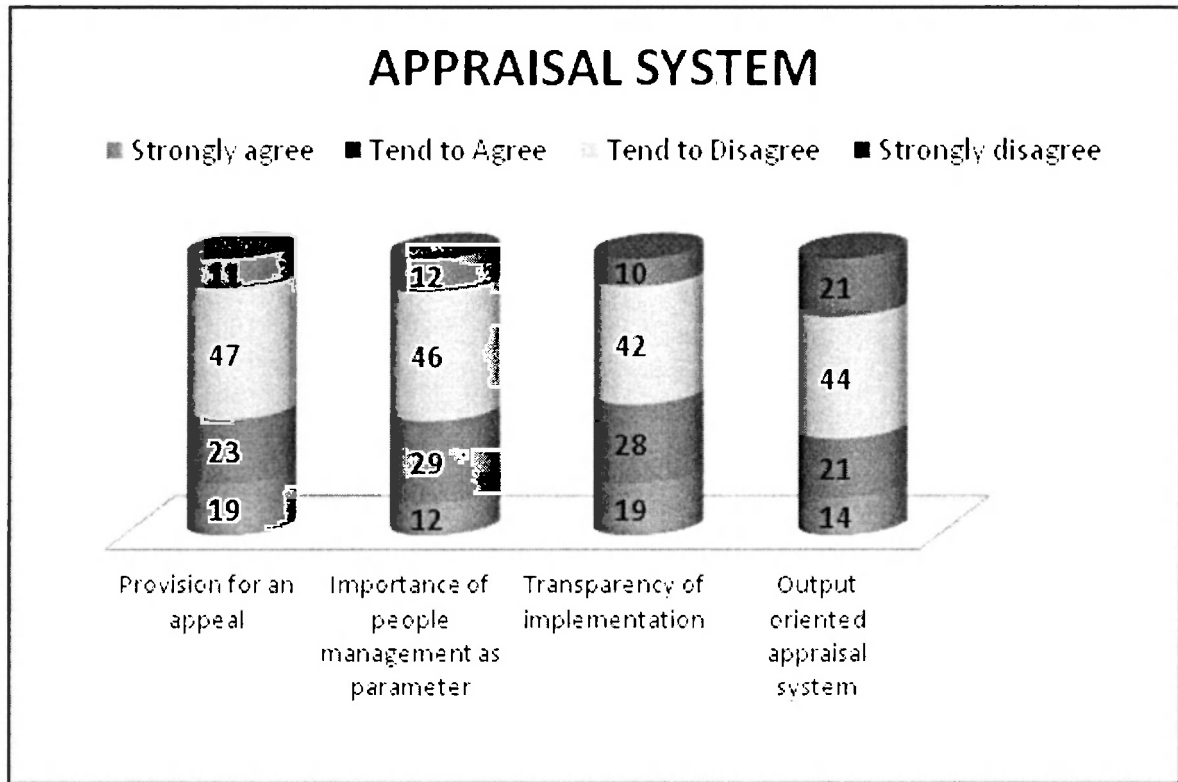 APPRAISAL SYSTEM
Strongly agree Tend to Agree Tend to Disagree Strongly disagree
11 12 10 21
47 46 42 44
23 29 28 21
19 12 19 14
Provision for an appeal
Importance of people management as parameter
Transparency of implementation
Output oriented appraisal system